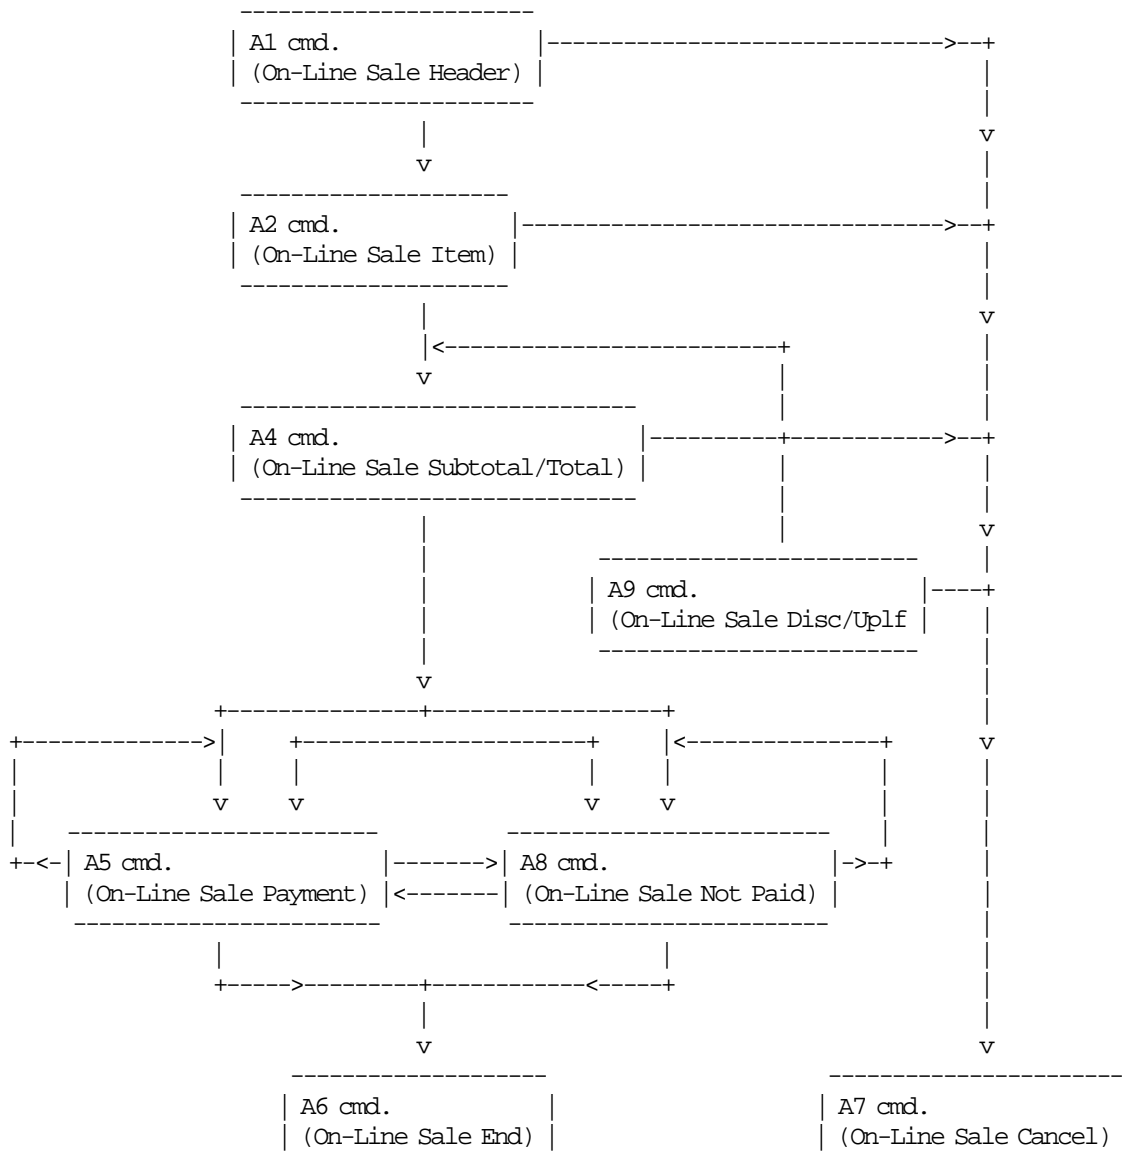 A1 cmd.
(On-Line Sale Header)
A2 cmd.
(On-Line Sale Item)
A4 cmd.
(On-Line Sale Subtotal/Total)
A9 cmd.
(On-Line Sale Disc/Uplf
A5 cmd.
(On-Line Sale Payment)
A8 cmd.
(On-Line Sale Not Paid)
A6 cmd.
(On-Line Sale End)
A7 cmd.
(On-Line Sale Cancel)